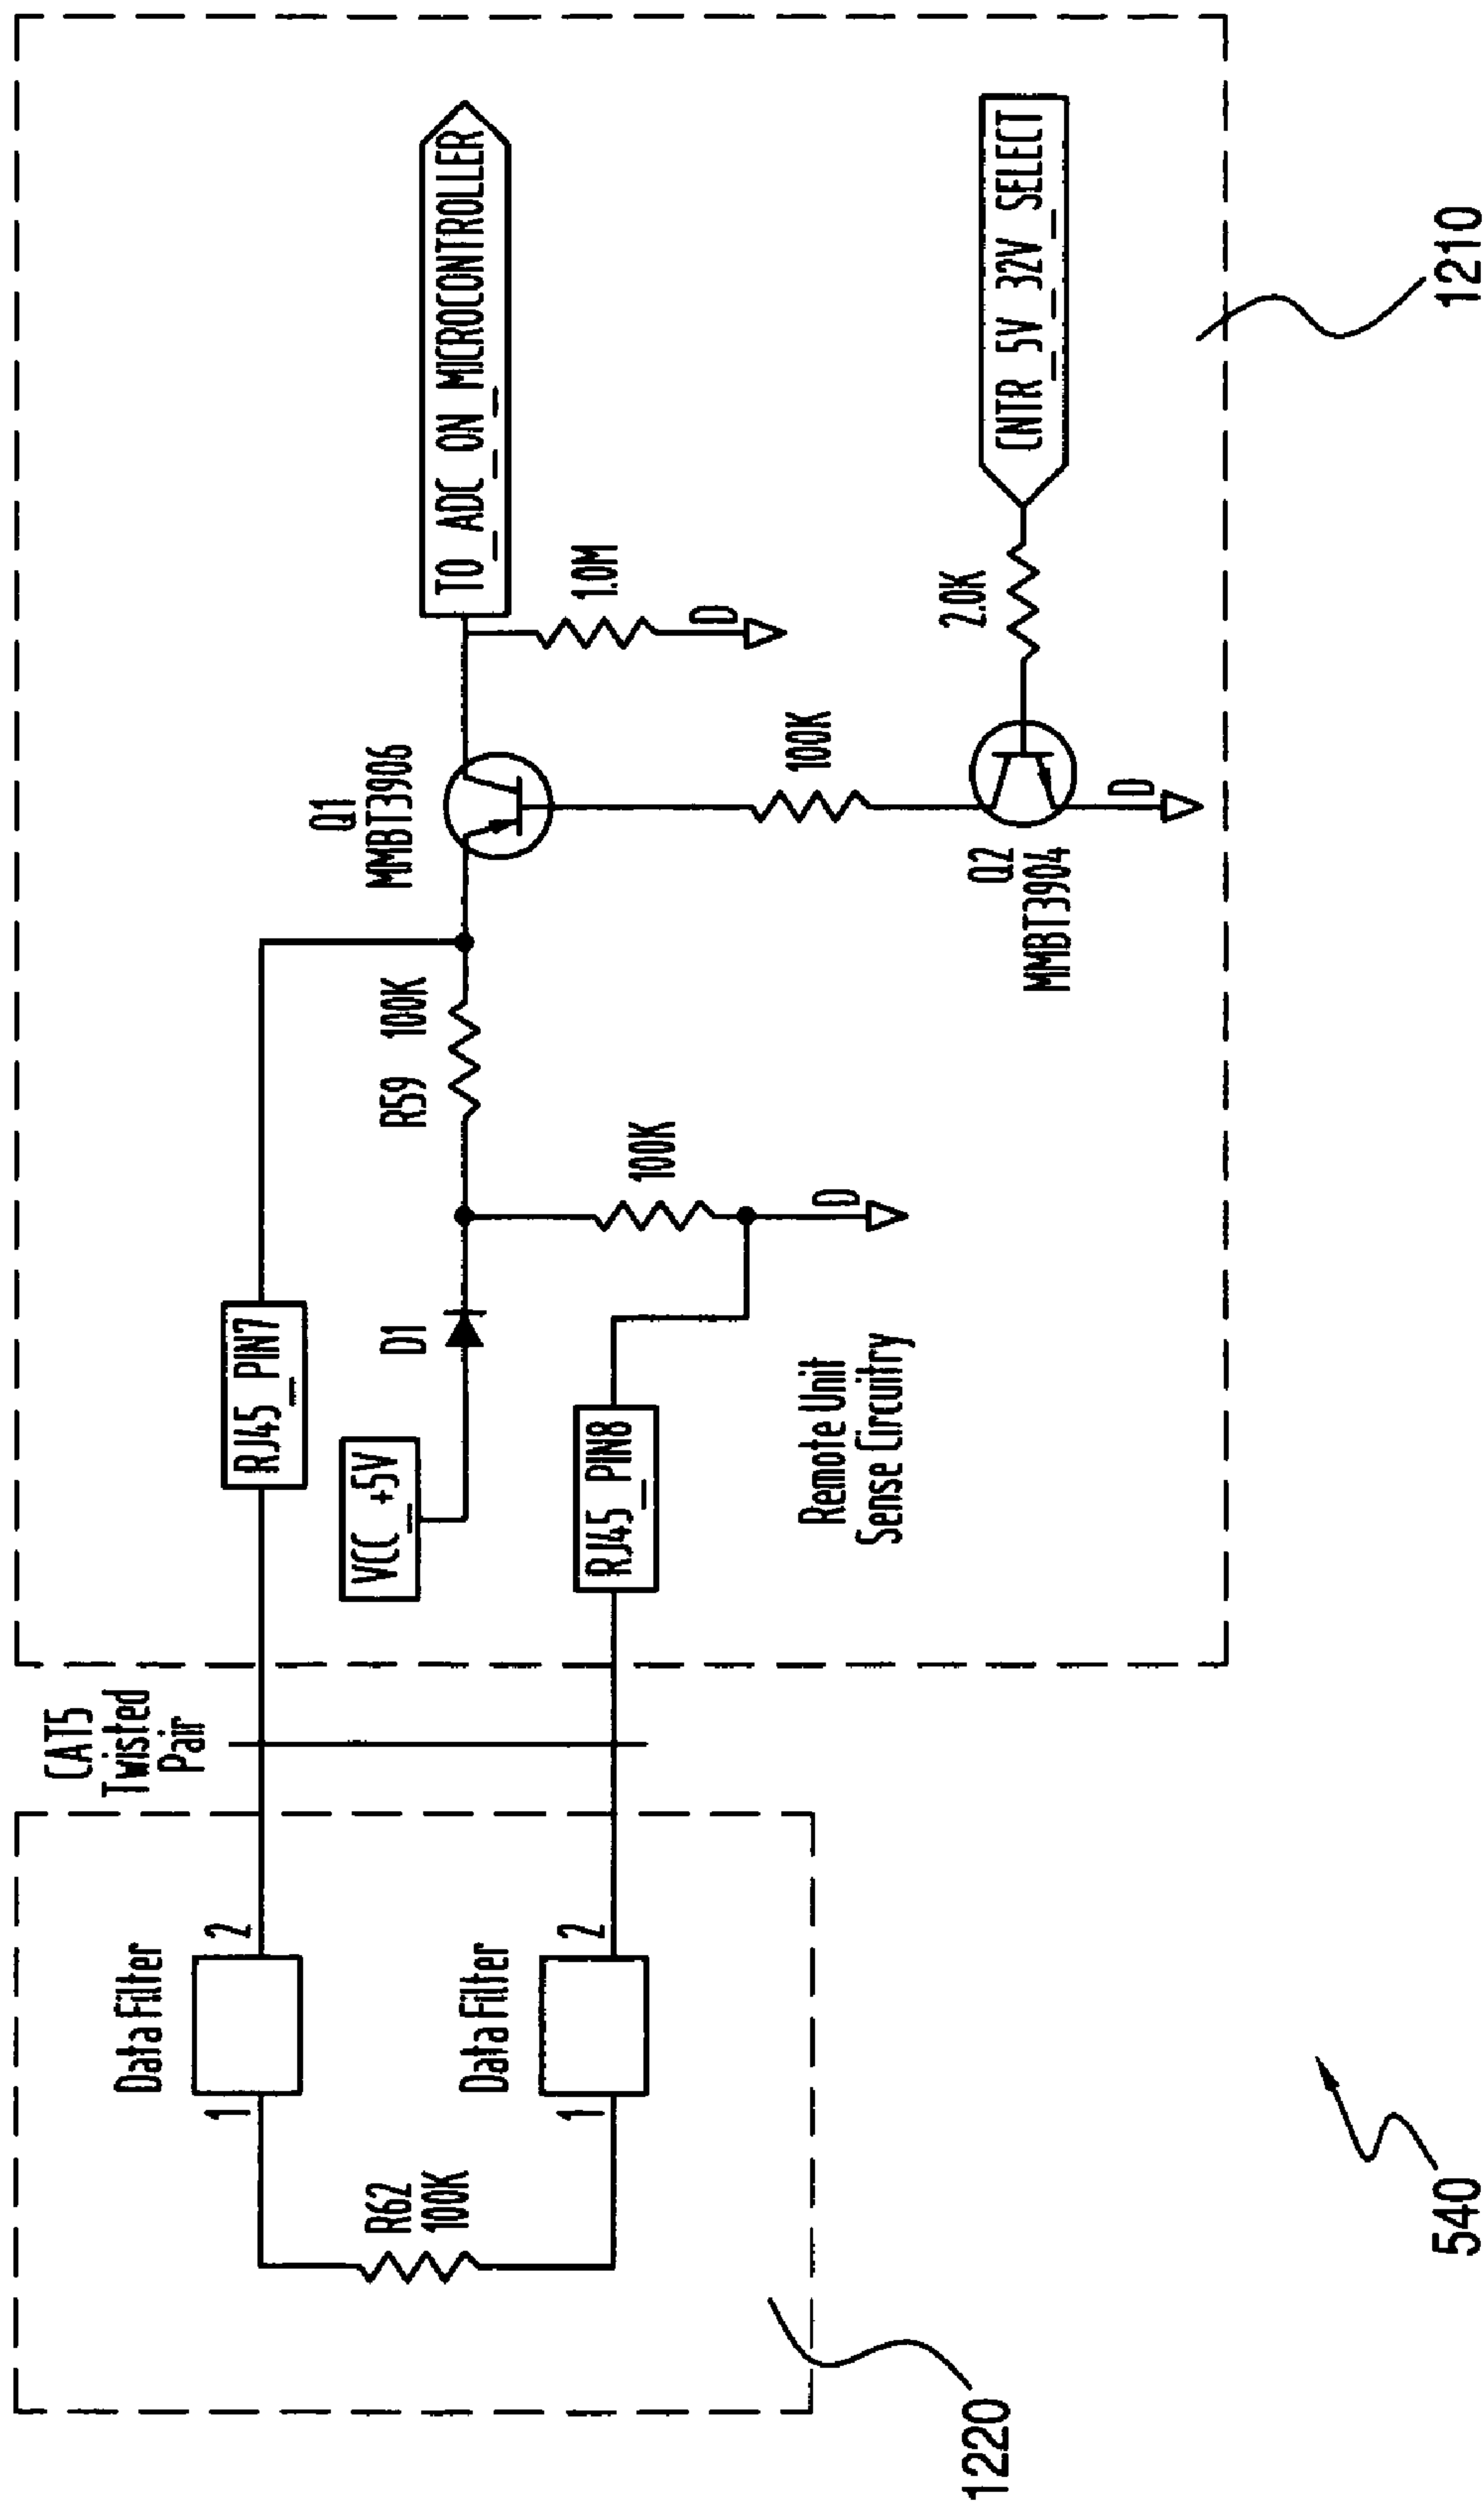 1220
540
1210
R62
100K
1
Data Filter
2
1
Data Filter
2
CAT5
Twisted
Pair
RJ45_PIN7
VCC_+5V
D1
RJ45_PIN8
Remote Unit
Sense Circuitry
100K
D
R59 100K
Q1
MMBT3906
TO_ADC_ON_MICROCONTROLLER
1.0M
D
100K
Q2
MMBT3904
D
2.0K
CNTR_5V_32V_SELECT